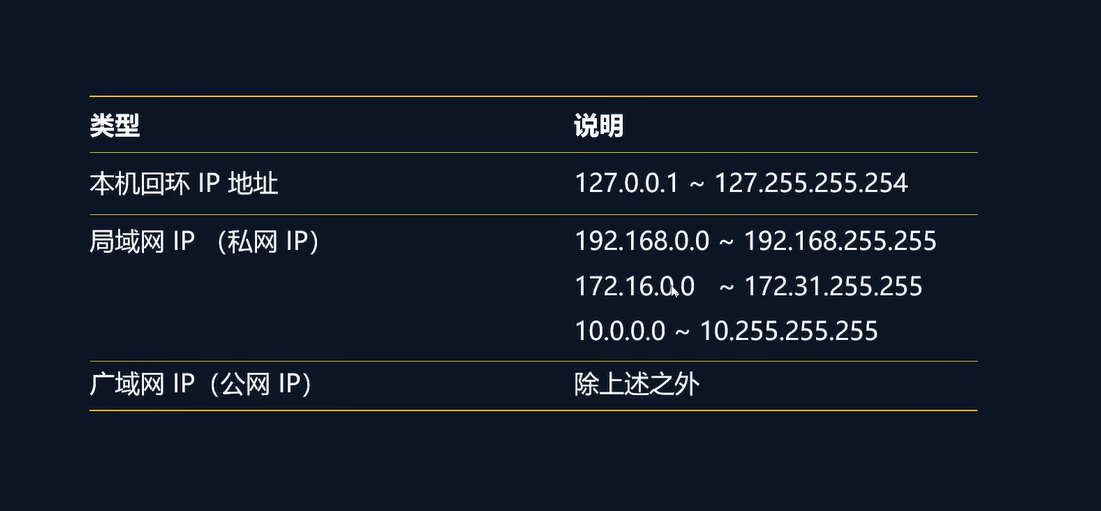 类型 说明
本机回环 IP 地址 127.0.0.1 ~ 127.255.255.254
局域网 IP （私网 IP） 192.168.0.0 ~ 192.168.255.255
172.16.0.0 ~ 172.31.255.255
10.0.0.0 ~ 10.255.255.255
广域网 IP（公网 IP） 除上述之外